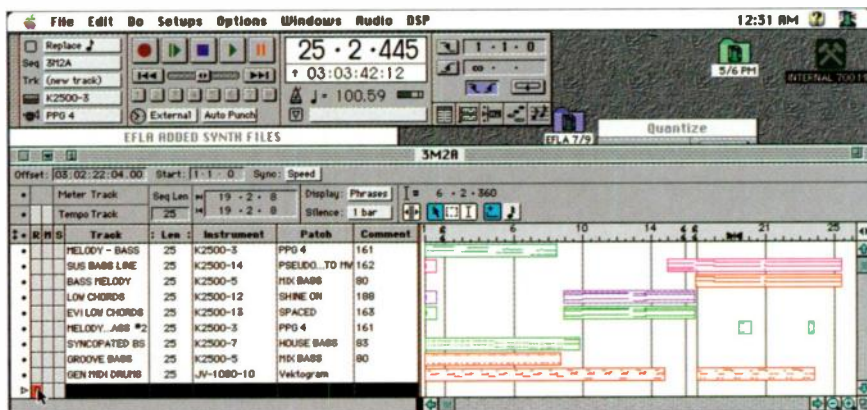 File Edit Do Setups Options Windows Audio DSP 12:31 AM
Replace
Seq 3M2A
Trk (new track)
K2500-3
PPG 4
External Auto Punch
25 · 2 · 445
03:03:42:12
♩ = 100.59
1 · 1 · 0
∞ ·
5/6 PM
INTERNAL 7001
EFLA 7/9
Quantize
EFLA ADDED SYNTH FILES
3M2A
Offset: 03:02:22:04.00 Start: 1 · 1 · 0 Sync: Speed
Meter Track Seq Len 19 · 2 · 8 Display: Phrases 6 · 2 · 360
Tempo Track 25 19 · 2 · 8 Silence: 1 bar
R M S Track Len Instrument Patch Comment 1 6 10 14 21 25
MELODY - BASS 25 K2500-3 PPG 4 161
SUS BASS LINE 25 K2500-14 PSEUDO...TO MV 162
BASS MELODY 25 K2500-5 MIX BASS 80
LOW CHORDS 25 K2500-12 SHINE ON 188
EVI LOW CHORDS 25 K2500-13 SPACED 163
MELODY...ASS #2 25 K2500-3 PPG 4 161
SYNCOPATED BS 25 K2500-7 HOUSE BASS 83
GROOVE BASS 25 K2500-5 MIX BASS 80
GEN MIDI DRUMS 25 JV-1080-10 Vektogram